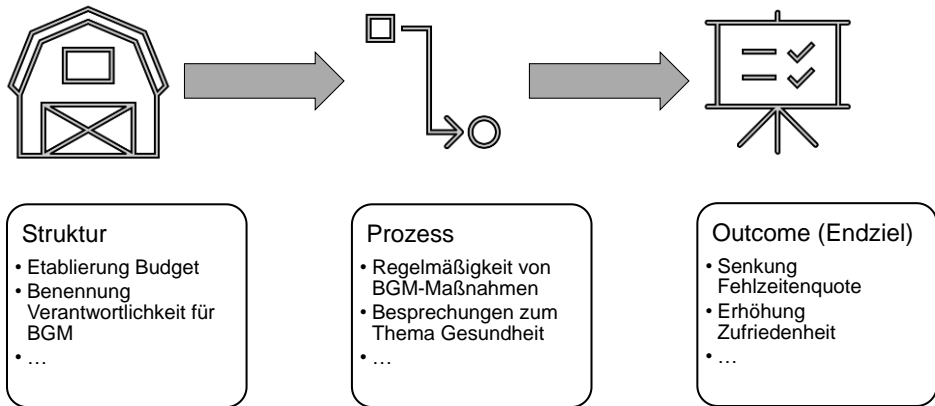 Struktur
• Etablierung Budget
• Benennung
Verantwortlichkeit für
BGM
• …
Prozess
• Regelmäßigkeit von
BGM-Maßnahmen
• Besprechungen zum
Thema Gesundheit
• …
Outcome (Endziel)
• Senkung
Fehlzeitenquote
• Erhöhung
Zufriedenheit
• …